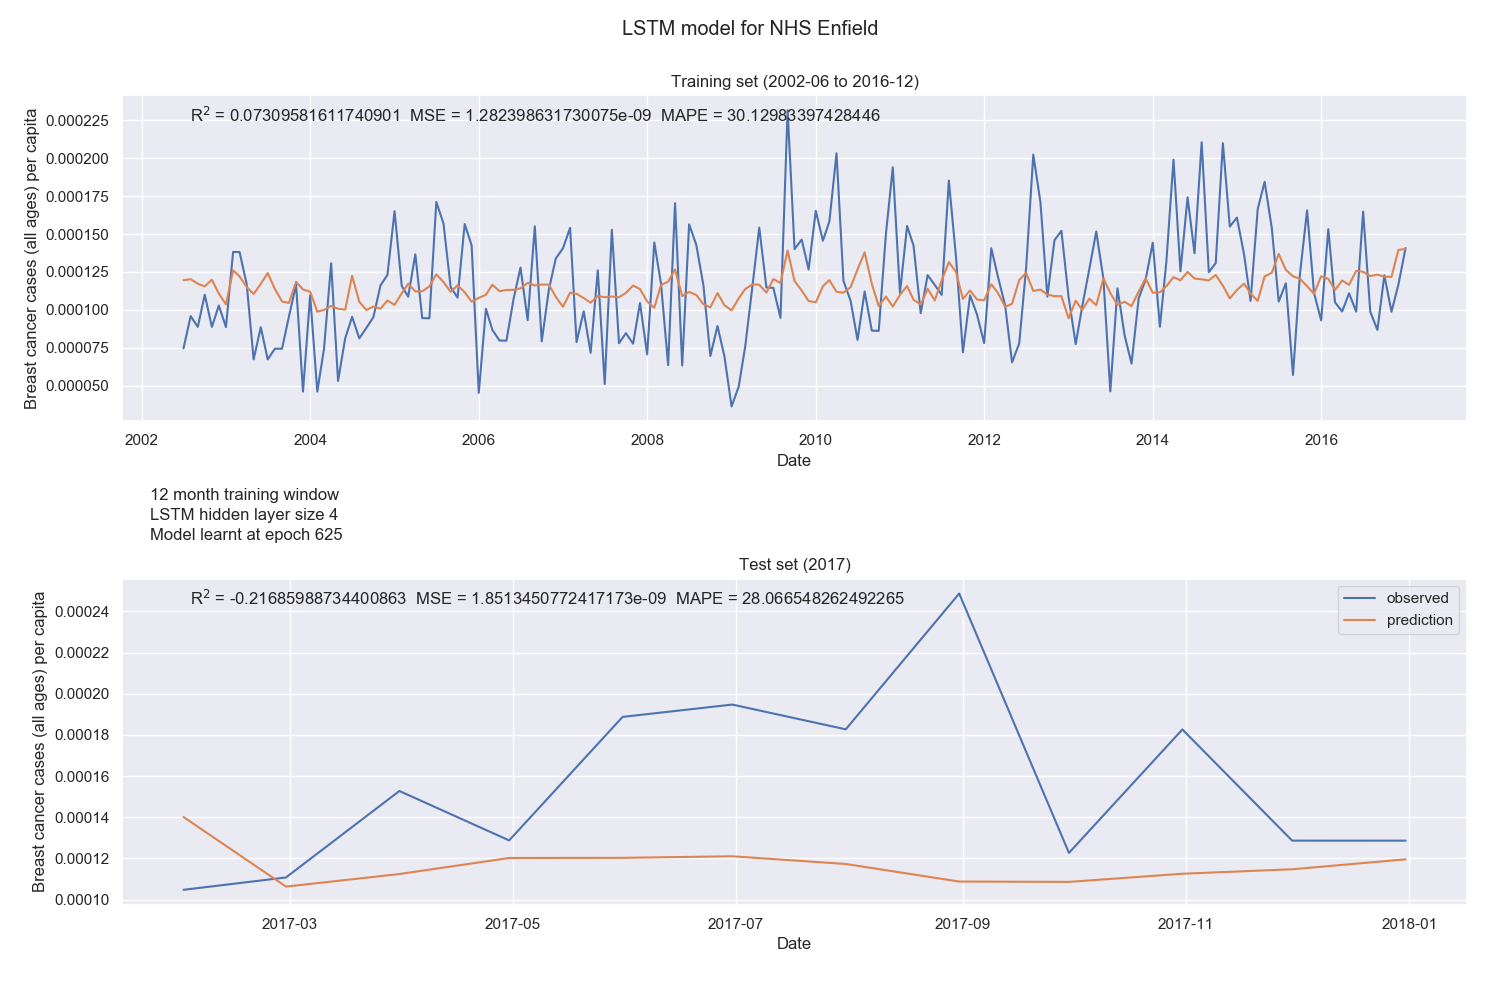 LSTM model for NHS Enfield
Training set (2002-06 to 2016-12)
R² = 0.07309581611740901 MSE = 1.282398631730075e-09 MAPE = 30.12983397428446
Breast cancer cases (all ages) per capita
0.000225
0.000200
0.000175
0.000150
0.000125
0.000100
0.000075
0.000050
2002 2004 2006 2008 2010 2012 2014 2016
Date
12 month training window
LSTM hidden layer size 4
Model learnt at epoch 625
Test set (2017)
R² = -0.21685988734400863 MSE = 1.8513450772417173e-09 MAPE = 28.066548262492265
observed
prediction
Breast cancer cases (all ages) per capita
0.00024
0.00022
0.00020
0.00018
0.00016
0.00014
0.00012
0.00010
2017-03 2017-05 2017-07 2017-09 2017-11 2018-01
Date